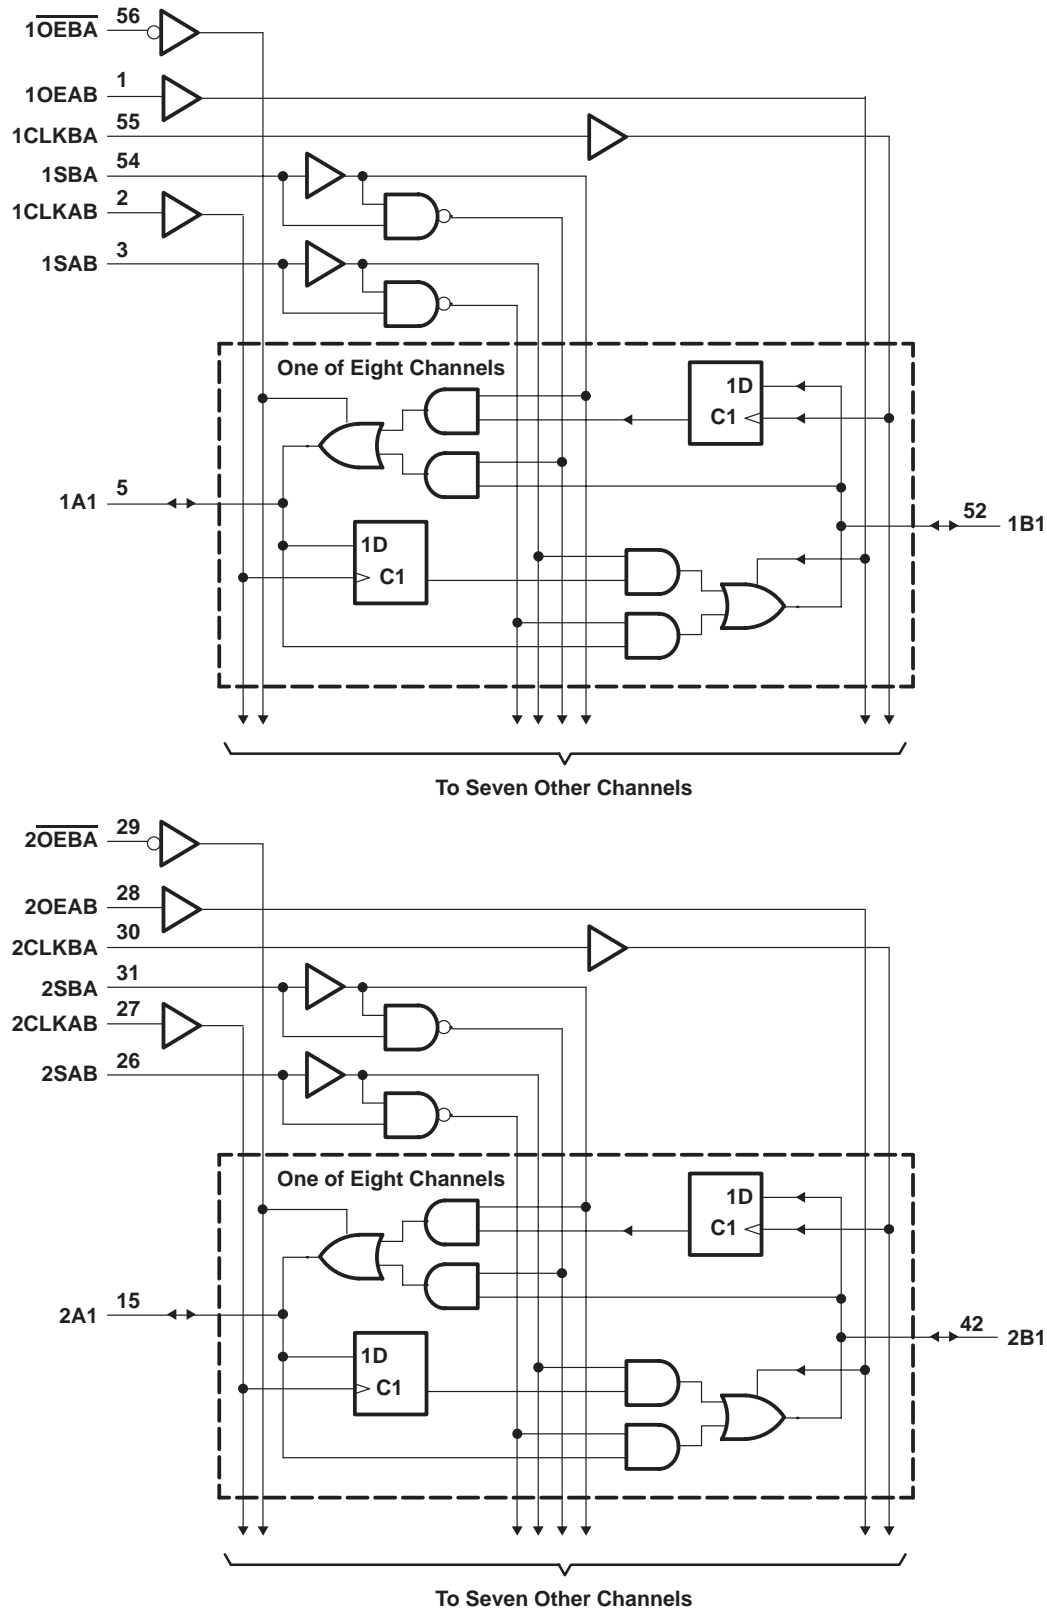 1OEBA 56
1OEAB 1
1CLKBA 55
1SBA 54
1CLKAB 2
1SAB 3
One of Eight Channels
1D
C1
1A1 5
52 1B1
1D
C1
To Seven Other Channels
2OEBA 29
2OEAB 28
2CLKBA 30
2SBA 31
2CLKAB 27
2SAB 26
One of Eight Channels
1D
C1
2A1 15
42 2B1
1D
C1
To Seven Other Channels